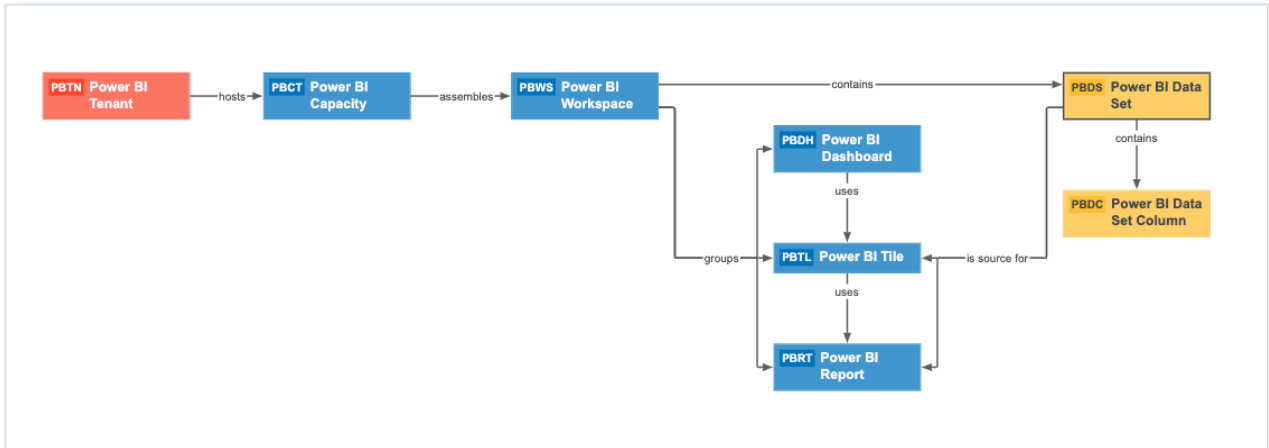 PBTN Power BI
Tenant
hosts
PBCT Power BI
Capacity
assembles
PBWS Power BI
Workspace
contains
PBDS Power BI Data
Set
contains
PBDC Power BI Data
Set Column
PBDH Power BI
Dashboard
uses
groups
PBTL Power BI Tile
is source for
uses
PBRT Power BI
Report